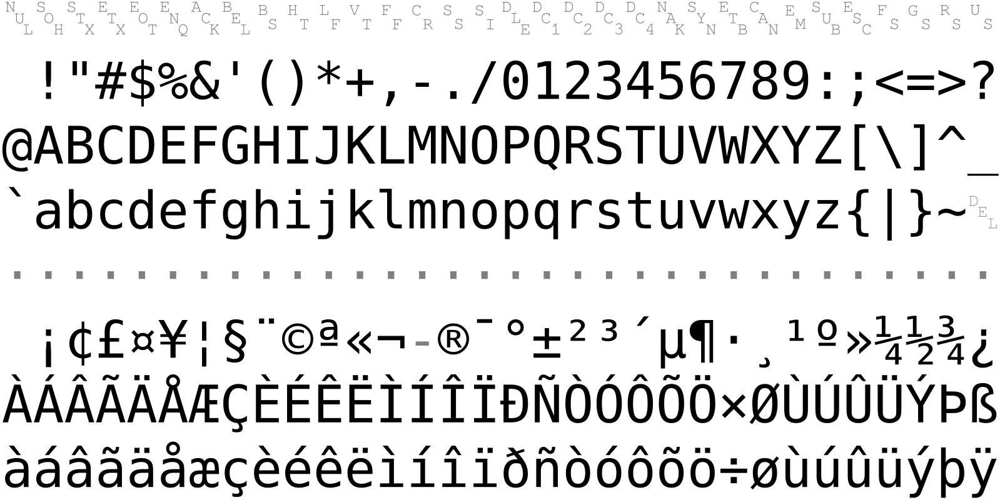 NUL SOH STX ETX EOT ENQ ACK BEL BS HT LF VT FF CR SS SI DLE DC1 DC2 DC3 DC4 NAK SYN ETB CAN EM SUB ESC FS GS RS US
!"#$%&'()*+,-./0123456789:;<=>?
@ABCDEFGHIJKLMNOPQRSTUVWXYZ[\]^_
`abcdefghijklmnopqrstuvwxyz{|}~ DEL
¡¢£¤¥¦§¨©ª«¬-®¯°±²³´µ¶·¸¹º»¼½¾¿
ÀÁÂÃÄÅÆÇÈÉÊËÌÍÎÏÐÑÒÓÔÕÖ×ØÙÚÛÜÝÞß
àáâãäåæçèéêëìíîïðñòóôõö÷øùúûüýþÿ